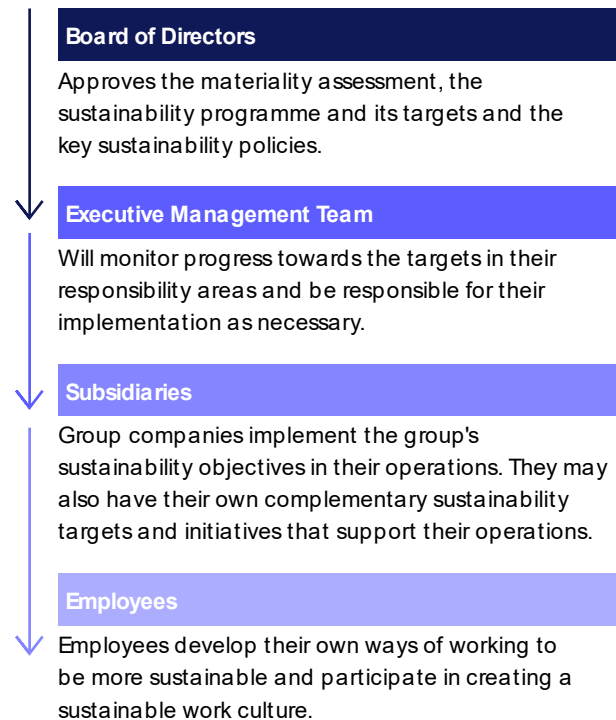 Board of Directors
Approves the materiality assessment, the
sustainability programme and its targets and the
key sustainability policies.
Executive Management Team
Will monitor progress towards the targets in their
responsibility areas and be responsible for their
implementation as necessary.
Subsidiaries
Group companies implement the group's
sustainability objectives in their operations. They may
also have their own complementary sustainability
targets and initiatives that support their operations.
Employees
Employees develop their own ways of working to
be more sustainable and participate in creating a
sustainable work culture.